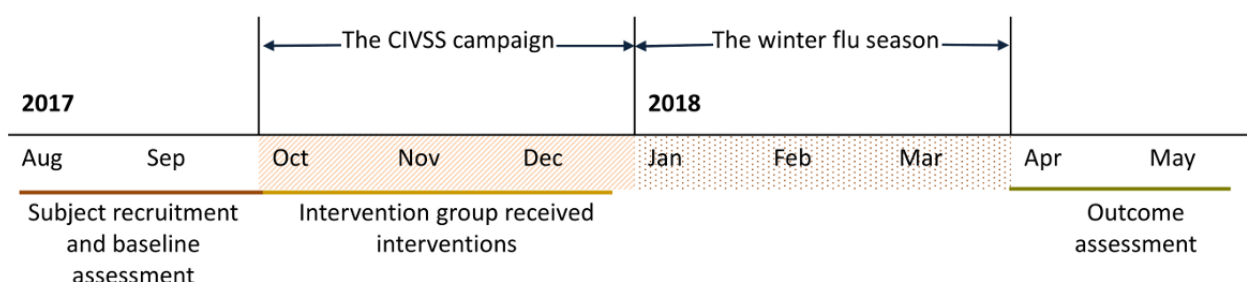 The CIVSS campaign
The winter flu season
2017
2018
Aug Sep Oct Nov Dec Jan Feb Mar Apr May
Subject recruitment
and baseline
assessment
Intervention group received
interventions
Outcome
assessment